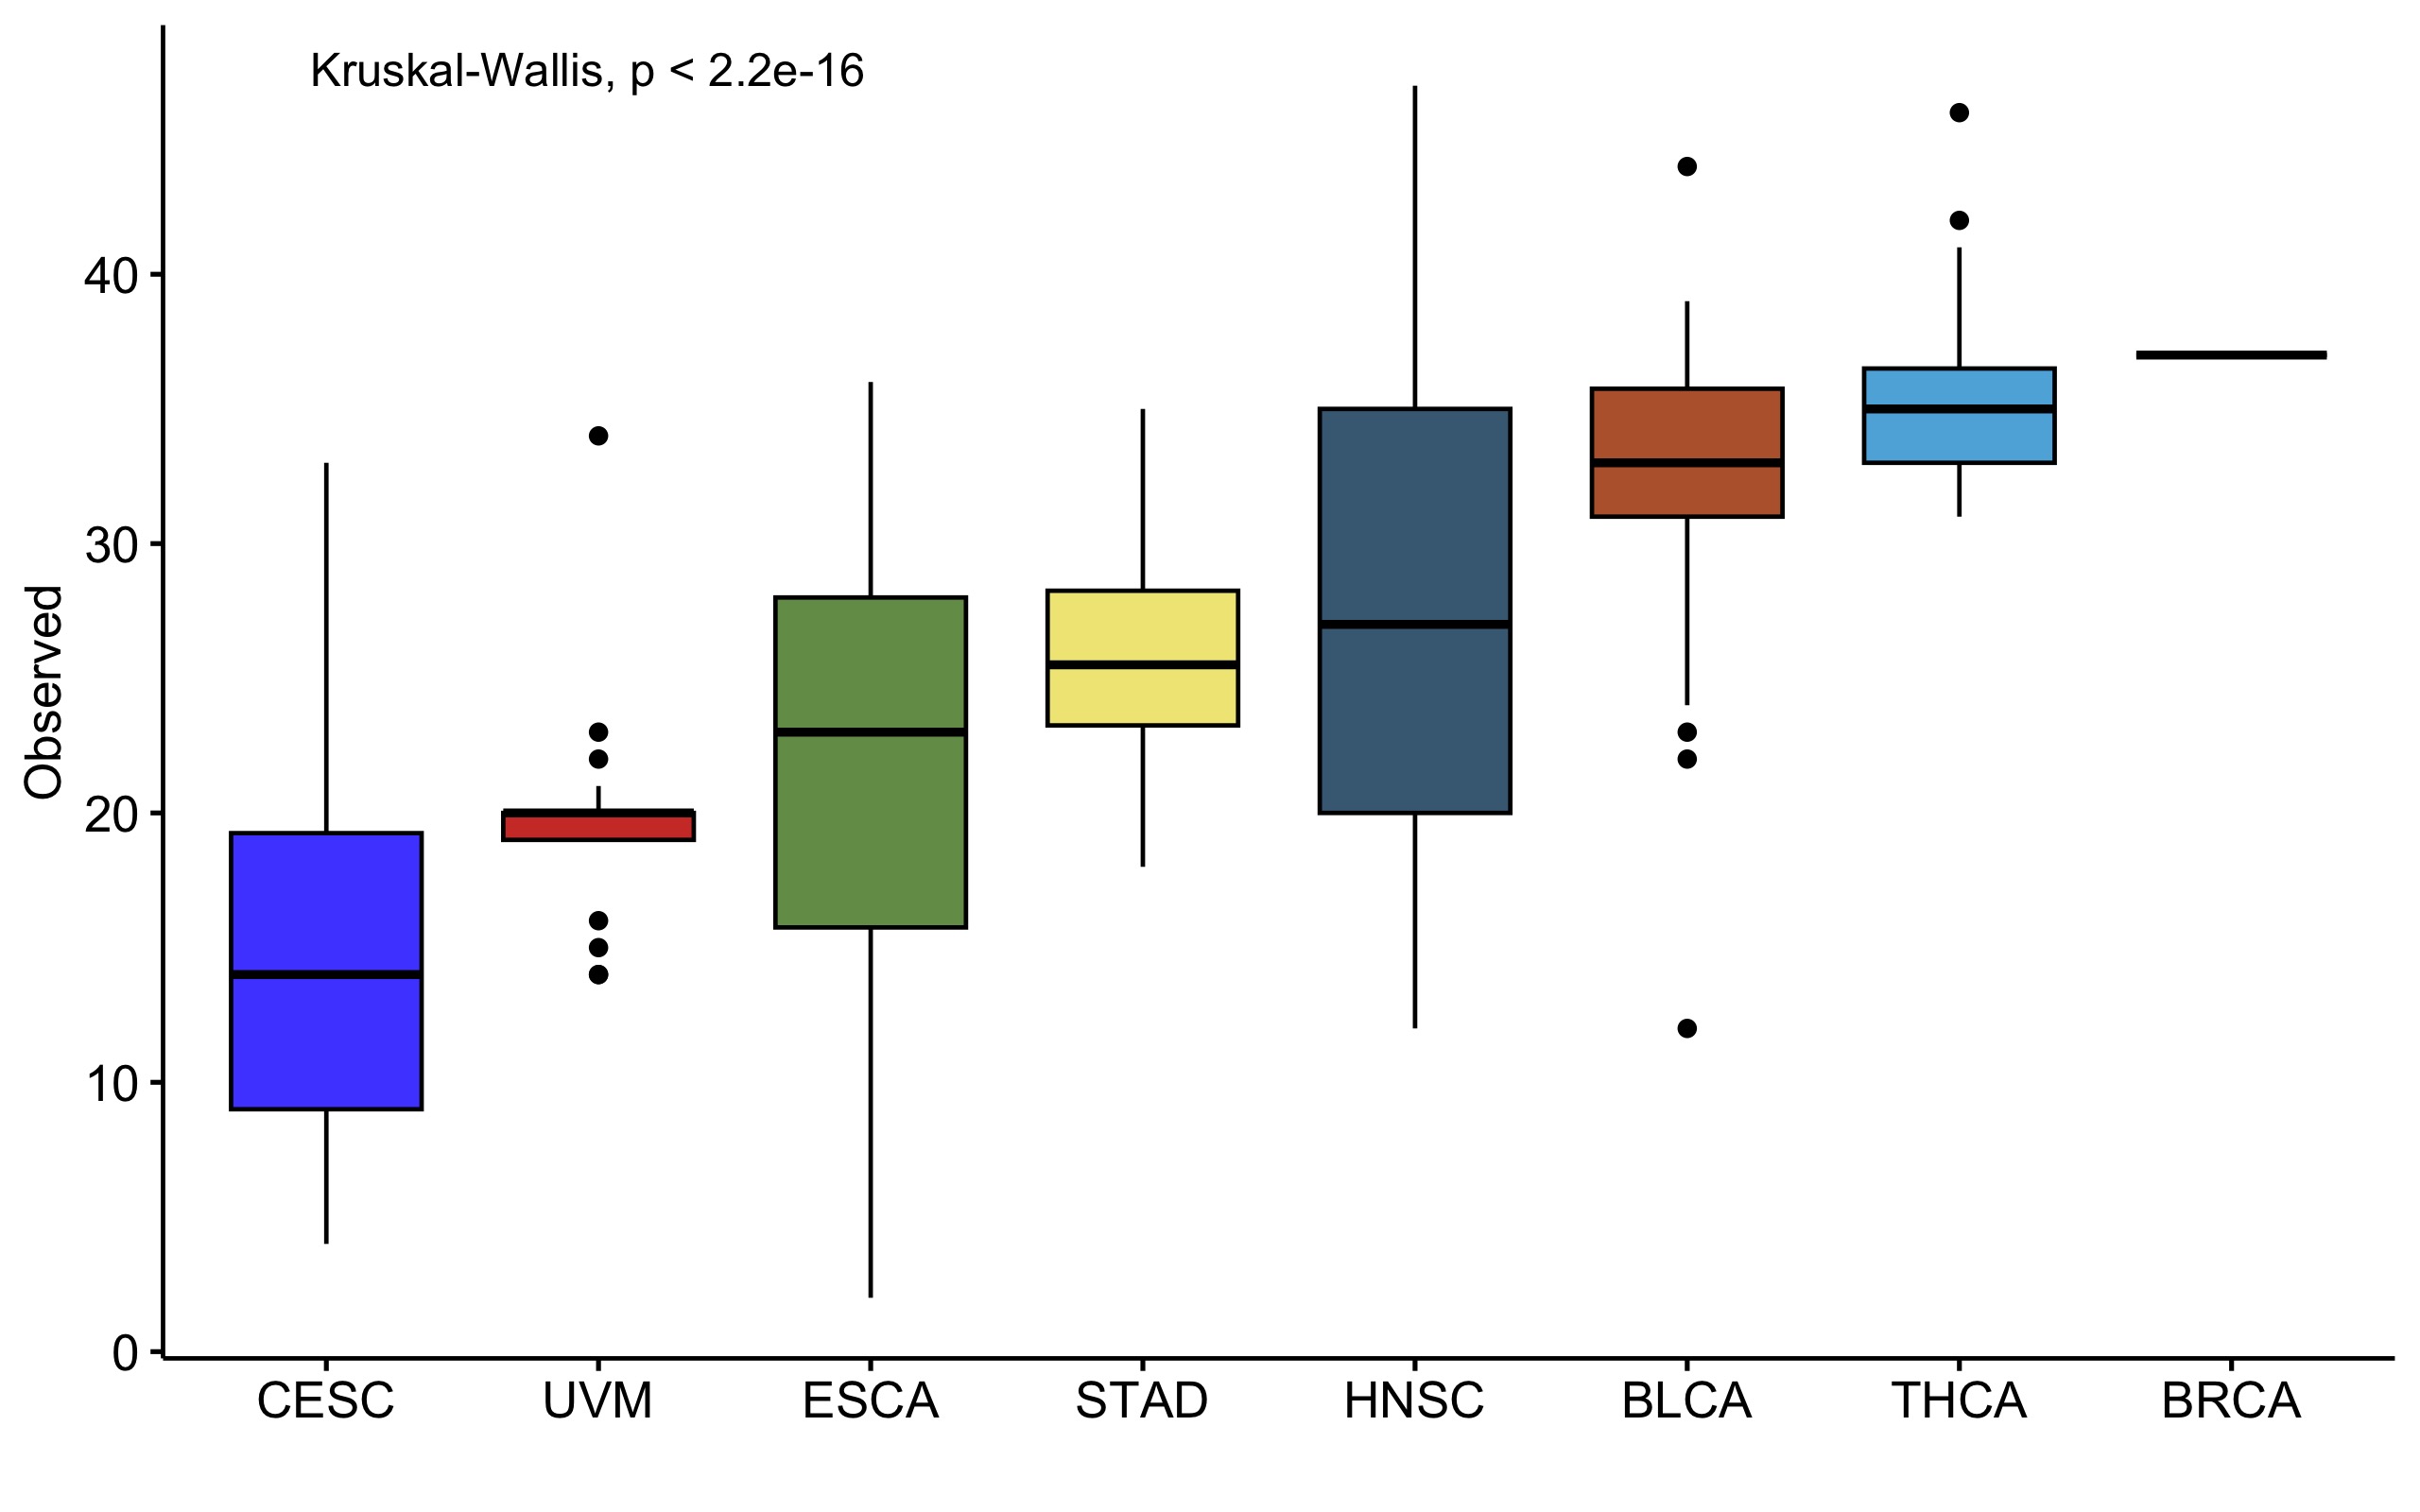 Kruskal-Wallis, p < 2.2e-16
Observed
40
30
20
10
0
CESC UVM ESCA STAD HNSC BLCA THCA BRCA